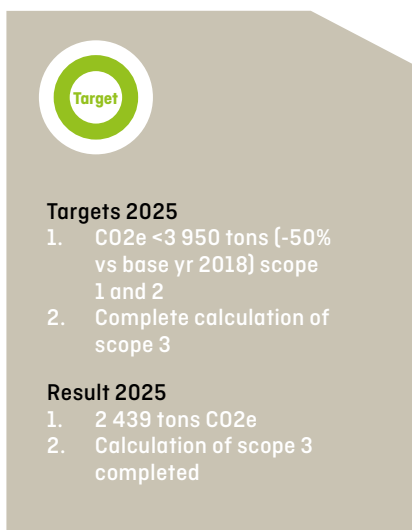 Target
Targets 2025
1. CO2e <3 950 tons (-50%
vs base yr 2018) scope
1 and 2
2. Complete calculation of
scope 3
Result 2025
1. 2 439 tons CO2e
2. Calculation of scope 3
completed